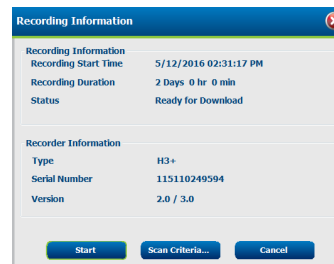 Recording Information
Recording Information
Recording Start Time 5/12/2016 02:31:17 PM
Recording Duration 2 Days 0 hr 0 min
Status Ready for Download
Recorder Information
Type H3+
Serial Number 115110249594
Version 2.0 / 3.0
Start Scan Criteria... Cancel